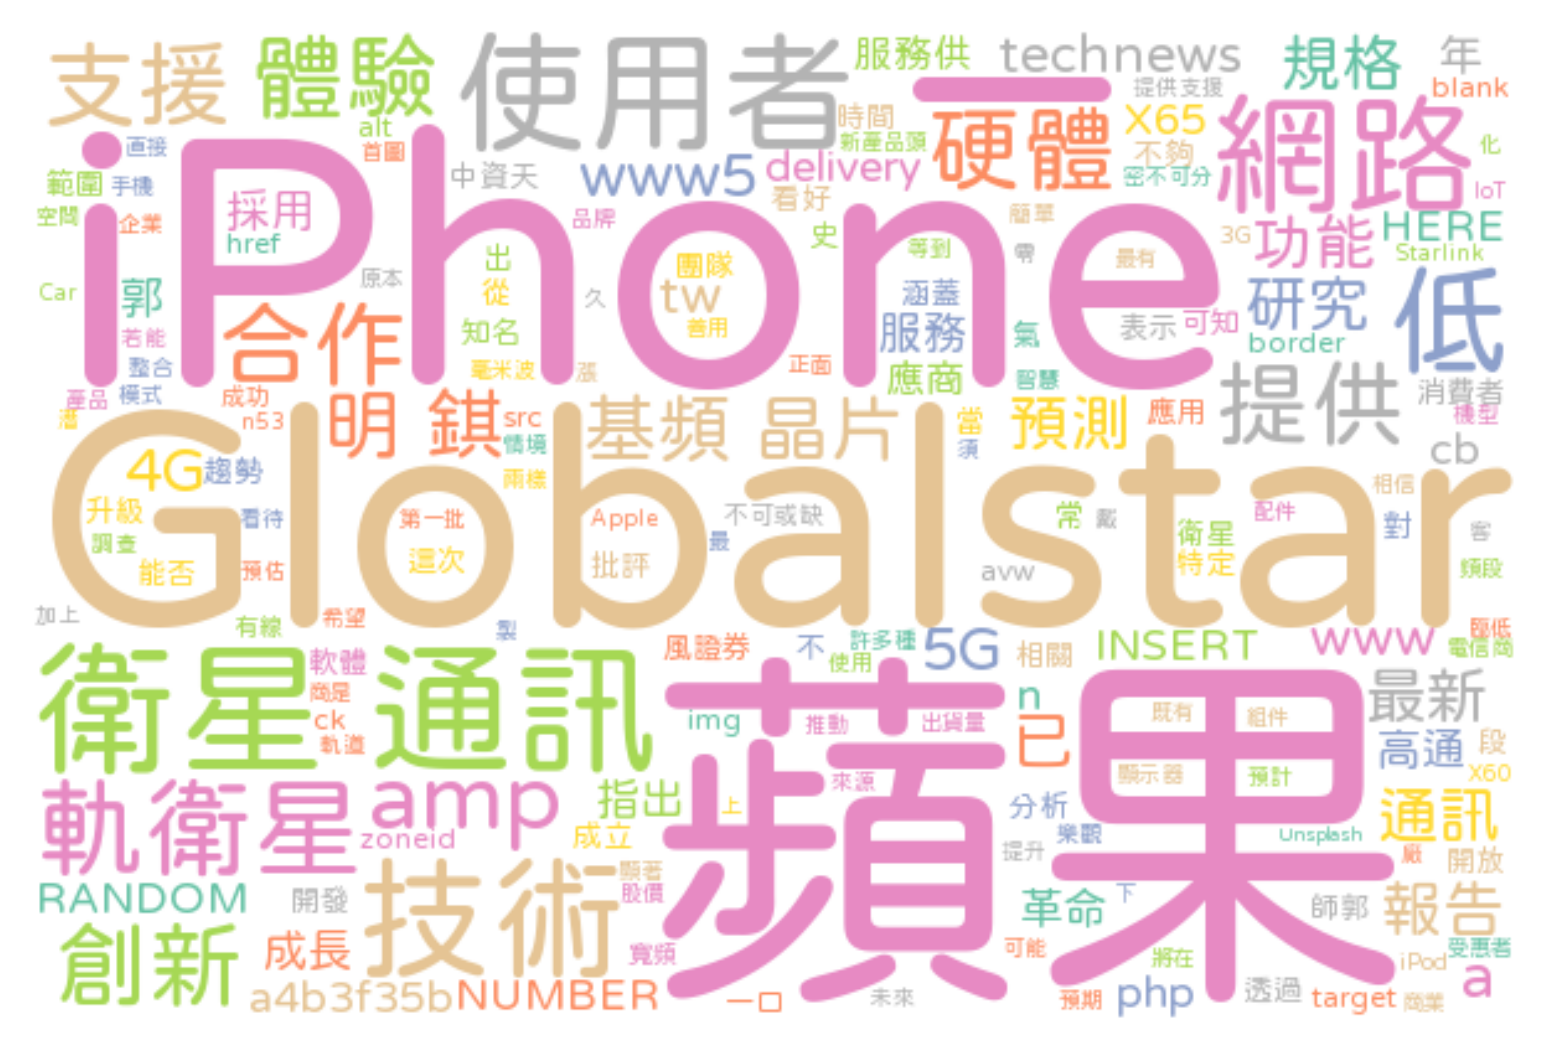 支援 體驗 使用者 服務供 technews 規格 年
一 提供支援 blank
alt 時間 硬體 X65 網路
直接 首圖 新產品頭 不夠 化
範圍 手機 中資天 www5 delivery 密不可分 IoT
iPhone
空間 企業 採用 品牌 看好 簡單 3G 功能 HERE
href 出 團隊 史 等到 零 最有 Starlink
Car 郭 原本 從 久 tw 涵蓋 研究 低
若能 合作 知名 善用 服務 氣 表示 可知 border
整合 毫米波 漲 正面 應商 智慧
產品 模式 成功 提供 消費者
n53 明 錤 src 基頻 晶片 當 預測 應用 機型
情境 須 cb
Globalstar
4G 趨勢 兩樣 相信
升級 看待 第一批 Apple 不可或缺 常 戴 配件 對
調查 這次 批評 最 衛星 客
能否 預估 avw 特定 頻段
加上 有線 希望 製 臨低
衛星 通訊 軟體 風證券 不 許多種 5G 相關 INSERT www 電信商
使用
蘋果
商是 img 推動 出貨量 n 既有 組件 最新
ck 已 高通 段
軌道 來源 顯示器 預計 X60
軌衛星 amp 指出 上 分析 通訊
zoneid 成立 樂觀 Unsplash
提升 廠 開放
RANDOM 開發 技術 顯著 股價 革命 下 師郭 報告
創新 成長 寬頻 可能 將在 受惠者
iPod
a4b3f35b NUMBER 一口 未來 預期 php 透過 target 商業 a